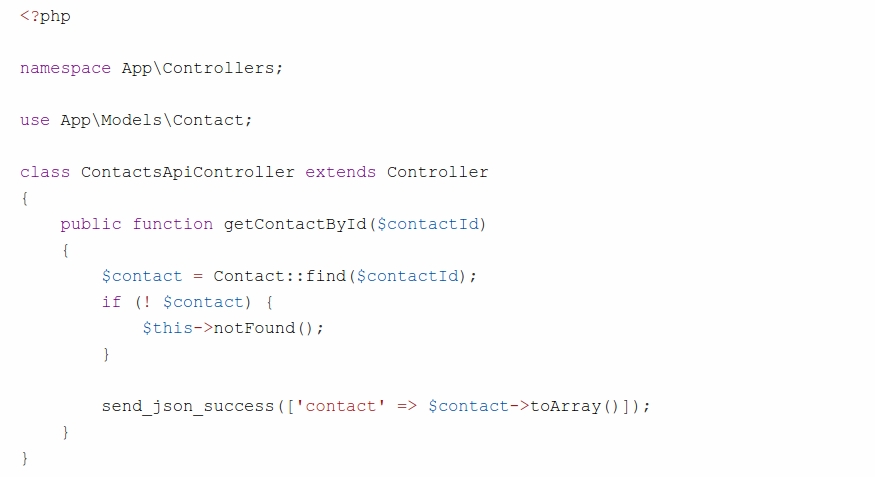 <?php
namespace App\Controllers;
use App\Models\Contact;
class ContactsApiController extends Controller
{
    public function getContactById($contactId)
    {
        $contact = Contact::find($contactId);
        if (! $contact) {
            $this->notFound();
        }
        send_json_success(['contact' => $contact->toArray()]);
    }
}